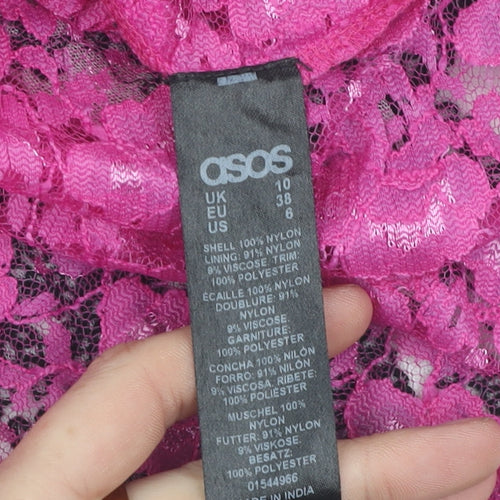 asos
UK 10
EU 38
US 6
SHELL 100% NYLON
LINING: 91% NYLON
9% VISCOSE. TRIM:
100% POLYESTER
ÉCAILLE 100% NYLON
DOUBLURE: 91%
NYLON
9% VISCOSE.
GARNITURE:
100% POLYESTER
CONCHA 100% NILÓN
FORRO: 91% NILÓN
9% VISCOSA. RIBETE:
100% POLIÉSTER
MUSCHEL 100%
NYLON
FUTTER: 91% NYLON
9% VISKOSE.
BESATZ:
100% POLYESTER
01544966
IN INDIA